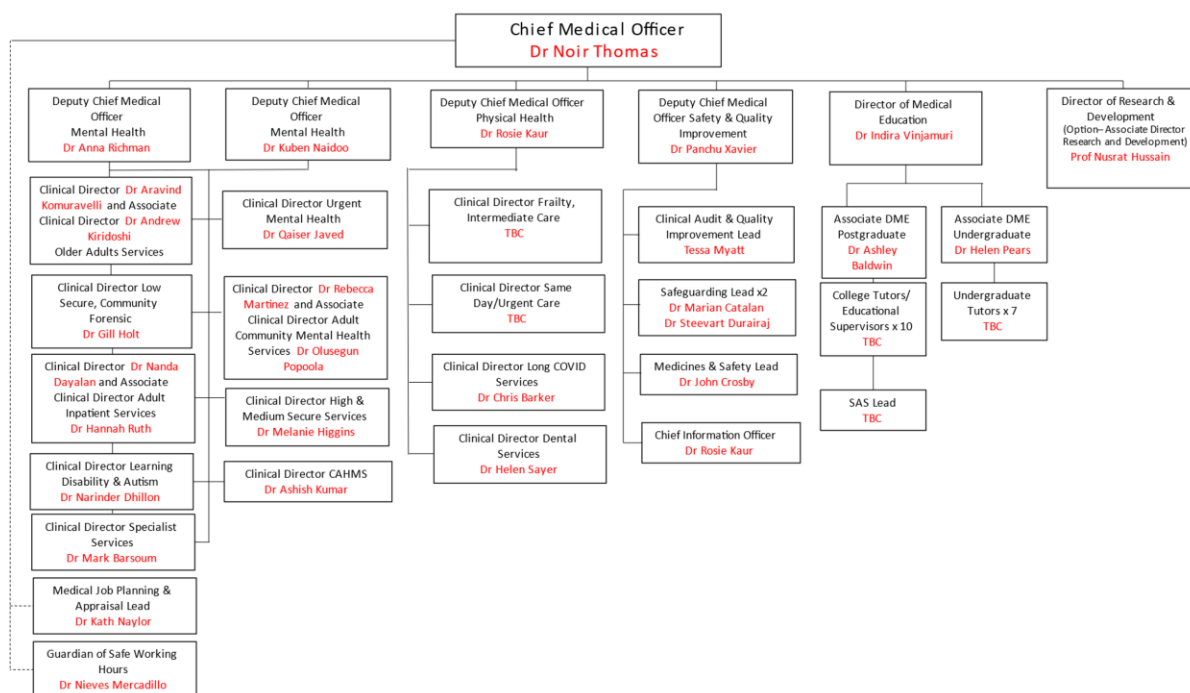 Chief Medical Officer
Dr Noir Thomas
Deputy Chief Medical
Officer
Mental Health
Dr Anna Richman
Deputy Chief Medical
Officer
Mental Health
Dr Kuben Naidoo
Deputy Chief Medical Officer
Physical Health
Dr Rosie Kaur
Deputy Chief Medical
Officer Safety & Quality
Improvement
Dr Panchu Xavier
Director of Medical
Education
Dr Indira Vinjamuri
Director of Research &
Development
(Option– Associate Director
Research and Development)
Prof Nusrat Hussain
Clinical Director Dr Aravind
Komuravelli and Associate
Clinical Director Dr Andrew
Kiridoshi
Older Adults Services
Clinical Director Low
Secure, Community
Forensic
Dr Gill Holt
Clinical Director Dr Nanda
Dayalan and Associate
Clinical Director Adult
Inpatient Services
Dr Hannah Ruth
Clinical Director Learning
Disability & Autism
Dr Narinder Dhillon
Clinical Director Specialist
Services
Dr Mark Barsoum
Medical Job Planning &
Appraisal Lead
Dr Kath Naylor
Guardian of Safe Working
Hours
Dr Nieves Mercadillo
Clinical Director Urgent
Mental Health
Dr Qaiser Javed
Clinical Director Dr Rebecca
Martinez and Associate
Clinical Director Adult
Community Mental Health
Services Dr Olusegun
Popoola
Clinical Director High &
Medium Secure Services
Dr Melanie Higgins
Clinical Director CAHMS
Dr Ashish Kumar
Clinical Director Frailty,
Intermediate Care
TBC
Clinical Director Same
Day/Urgent Care
TBC
Clinical Director Long COVID
Services
Dr Chris Barker
Clinical Director Dental
Services
Dr Helen Sayer
Clinical Audit & Quality
Improvement Lead
Tessa Myatt
Safeguarding Lead x2
Dr Marian Catalan
Dr Steevart Durairaj
Medicines & Safety Lead
Dr John Crosby
Chief Information Officer
Dr Rosie Kaur
Associate DME
Postgraduate
Dr Ashley
Baldwin
College Tutors/
Educational
Supervisors x 10
TBC
SAS Lead
TBC
Associate DME
Undergraduate
Dr Helen Pears
Undergraduate
Tutors x 7
TBC